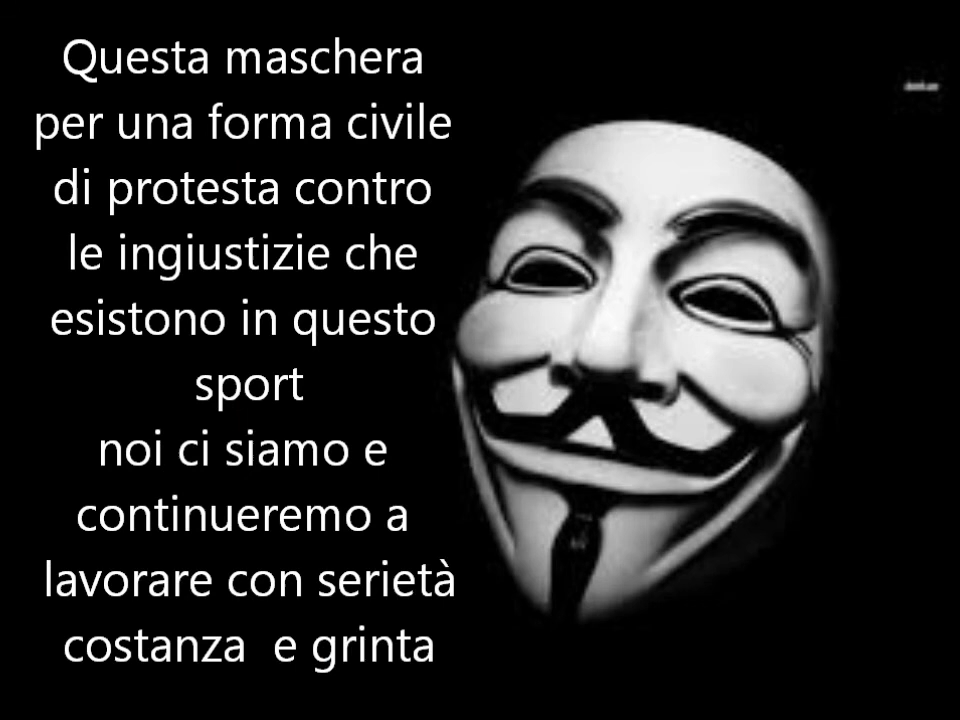 Questa maschera
per una forma civile
di protesta contro
le ingiustizie che
esistono in questo
sport
noi ci siamo e
continueremo a
lavorare con serietà
costanza  e grinta